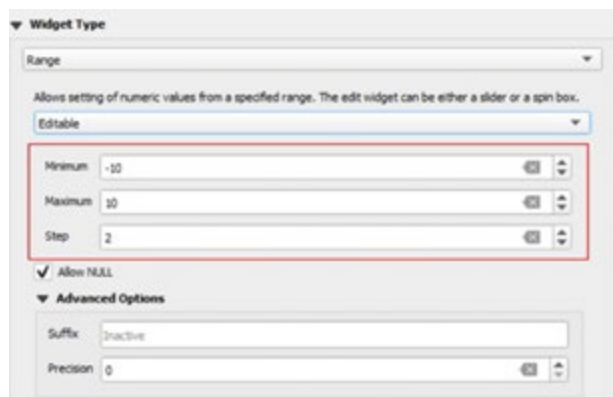 Widget Type
Range
Allows setting of numeric values from a specified range. The edit widget can be either a slider or a spin box.
Editable
Minimum -10
Maximum 10
Step 2
Allow NULL
Advanced Options
Suffix Inactive
Precision 0